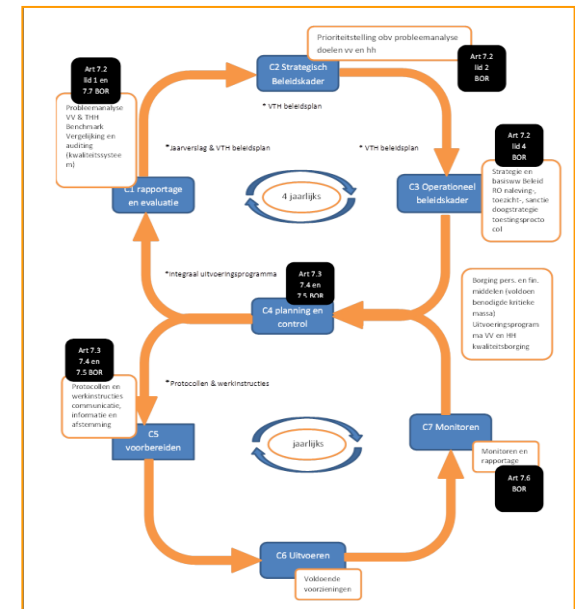 Prioriteitstelling obv probleemanalyse
doelen vv en hh
Art 7.2
lid 1 en
7.7 BOR
C2 Strategisch
Beleidskader
Art 7.2
lid 2
BOR
Probleemanalyse
VV & THH
Benchmark
Vergelijking en
auditing
(kwaliteitssystee
m)
* VTH beleidsplan
*Jaarverslag & VTH beleidsplan
* VTH beleidsplan
Art 7.2
lid 4
BOR
C1 rapportage
en evaluatie
4 jaarlijks
C3 Operationeel
beleidskader
Strategie en
basisww Beleid
RO naleving-,
toezicht-, sanctie
doogstrategie
toestingsprocto
col
*Integraal uitvoeringsprogramma
Art 7.3
7.4 en
7.5 BOR
C4 planning en
control
Borging pers. en fin.
middelen (voldoen
benodigde kritieke
massa)
Uitvoeringsprogram
ma VV en HH
kwaliteitsborging
Art 7.3
7.4 en
7.5 BOR
Protocollen en
werkinstructies
communicatie,
informatie en
afstemming
*Protocollen & werkinstructies
C5
voorbereiden
jaarlijks
C7 Monitoren
Monitoren en
rapportage
Art 7.6
BOR
C6 Uitvoeren
Voldoende
voorzieningen